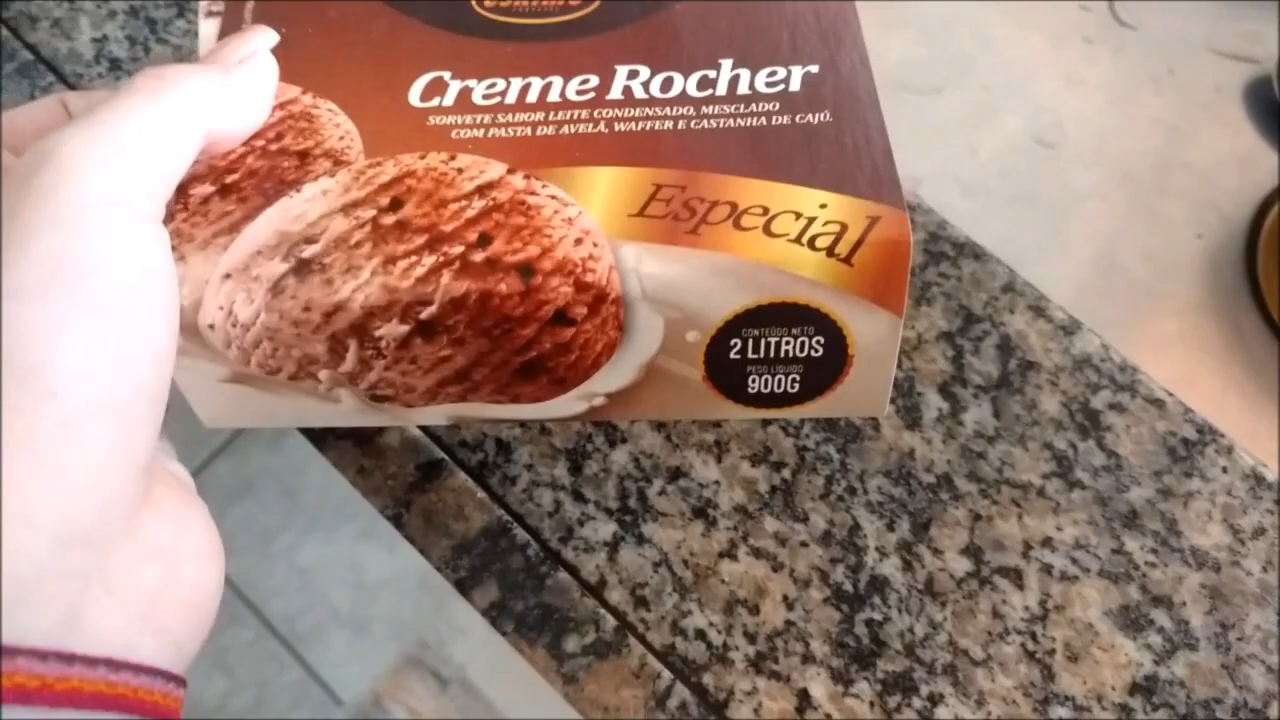 Creme Rocher
SORVETE SABOR LEITE CONDENSADO, MESCLADO
COM PASTA DE AVELÃ, WAFFER E CASTANHA DE CAJÚ.
Especial
CONTEÚDO NETO
2 LITROS
PESO LÍQUIDO
900G